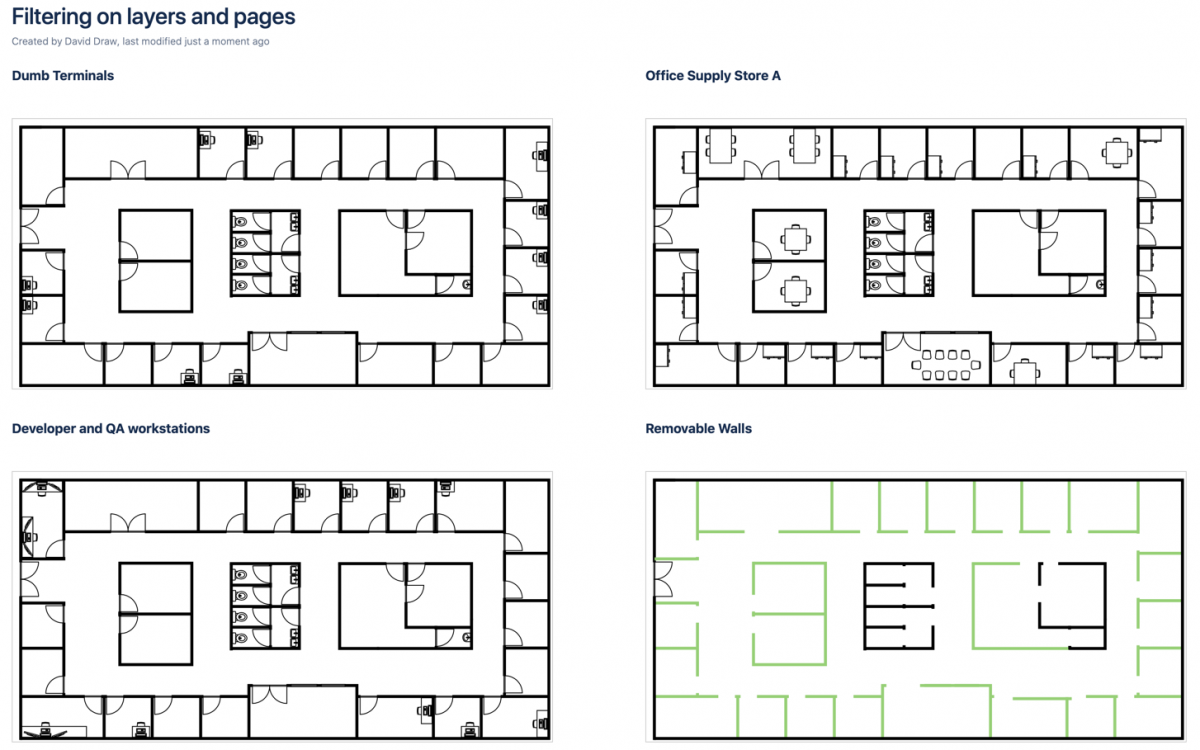 Filtering on layers and pages
Created by David Draw, last modified just a moment ago
Dumb Terminals
Office Supply Store A
Developer and QA workstations
Removable Walls